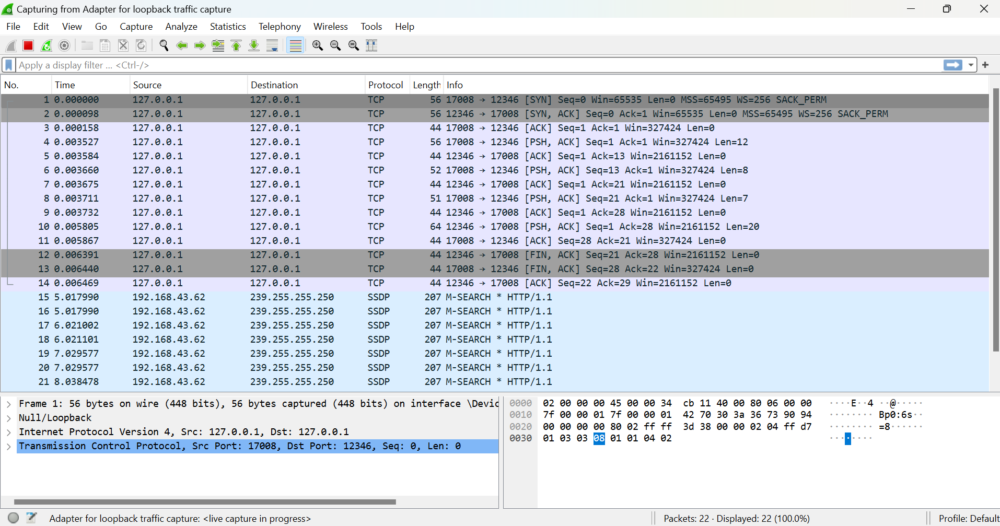 Capturing from Adapter for loopback traffic capture
File Edit View Go Capture Analyze Statistics Telephony Wireless Tools Help
Apply a display filter ... <Ctrl-/>
No. Time Source Destination Protocol Length Info
1 0.000000 127.0.0.1 127.0.0.1 TCP 56 17008 → 12346 [SYN] Seq=0 Win=65535 Len=0 MSS=65495 WS=256 SACK_PERM
2 0.000098 127.0.0.1 127.0.0.1 TCP 56 12346 → 17008 [SYN, ACK] Seq=0 Ack=1 Win=65535 Len=0 MSS=65495 WS=256 SACK_PERM
3 0.000158 127.0.0.1 127.0.0.1 TCP 44 17008 → 12346 [ACK] Seq=1 Ack=1 Win=327424 Len=0
4 0.003527 127.0.0.1 127.0.0.1 TCP 56 17008 → 12346 [PSH, ACK] Seq=1 Ack=1 Win=327424 Len=12
5 0.003584 127.0.0.1 127.0.0.1 TCP 44 12346 → 17008 [ACK] Seq=1 Ack=13 Win=2161152 Len=0
6 0.003660 127.0.0.1 127.0.0.1 TCP 52 17008 → 12346 [PSH, ACK] Seq=13 Ack=1 Win=327424 Len=8
7 0.003675 127.0.0.1 127.0.0.1 TCP 44 12346 → 17008 [ACK] Seq=1 Ack=21 Win=2161152 Len=0
8 0.003711 127.0.0.1 127.0.0.1 TCP 51 17008 → 12346 [PSH, ACK] Seq=21 Ack=1 Win=327424 Len=7
9 0.003732 127.0.0.1 127.0.0.1 TCP 44 12346 → 17008 [ACK] Seq=1 Ack=28 Win=2161152 Len=0
10 0.005805 127.0.0.1 127.0.0.1 TCP 64 12346 → 17008 [PSH, ACK] Seq=1 Ack=28 Win=2161152 Len=20
11 0.005867 127.0.0.1 127.0.0.1 TCP 44 17008 → 12346 [ACK] Seq=28 Ack=21 Win=327424 Len=0
12 0.006391 127.0.0.1 127.0.0.1 TCP 44 12346 → 17008 [FIN, ACK] Seq=21 Ack=28 Win=2161152 Len=0
13 0.006440 127.0.0.1 127.0.0.1 TCP 44 17008 → 12346 [FIN, ACK] Seq=28 Ack=22 Win=327424 Len=0
14 0.006469 127.0.0.1 127.0.0.1 TCP 44 12346 → 17008 [ACK] Seq=22 Ack=29 Win=2161152 Len=0
15 5.017990 192.168.43.62 239.255.255.250 SSDP 207 M-SEARCH * HTTP/1.1
16 5.017990 192.168.43.62 239.255.255.250 SSDP 207 M-SEARCH * HTTP/1.1
17 6.021002 192.168.43.62 239.255.255.250 SSDP 207 M-SEARCH * HTTP/1.1
18 6.021101 192.168.43.62 239.255.255.250 SSDP 207 M-SEARCH * HTTP/1.1
19 7.029577 192.168.43.62 239.255.255.250 SSDP 207 M-SEARCH * HTTP/1.1
20 7.029577 192.168.43.62 239.255.255.250 SSDP 207 M-SEARCH * HTTP/1.1
21 8.038478 192.168.43.62 239.255.255.250 SSDP 207 M-SEARCH * HTTP/1.1
Frame 1: 56 bytes on wire (448 bits), 56 bytes captured (448 bits) on interface \Devic
Null/Loopback
Internet Protocol Version 4, Src: 127.0.0.1, Dst: 127.0.0.1
Transmission Control Protocol, Src Port: 17008, Dst Port: 12346, Seq: 0, Len: 0
0000 02 00 00 00 45 00 00 34 cb 11 40 00 80 06 00 00 ····E··4 ··@·····
0010 7f 00 00 01 7f 00 00 01 42 70 30 3a 36 73 90 94 ········ Bp0:6s··
0020 00 00 00 00 80 02 ff ff 3d 38 00 00 02 04 ff d7 ········ =8······
0030 01 03 03 08 01 01 04 02 ········
Adapter for loopback traffic capture: <live capture in progress>
Packets: 22 · Displayed: 22 (100.0%)
Profile: Default